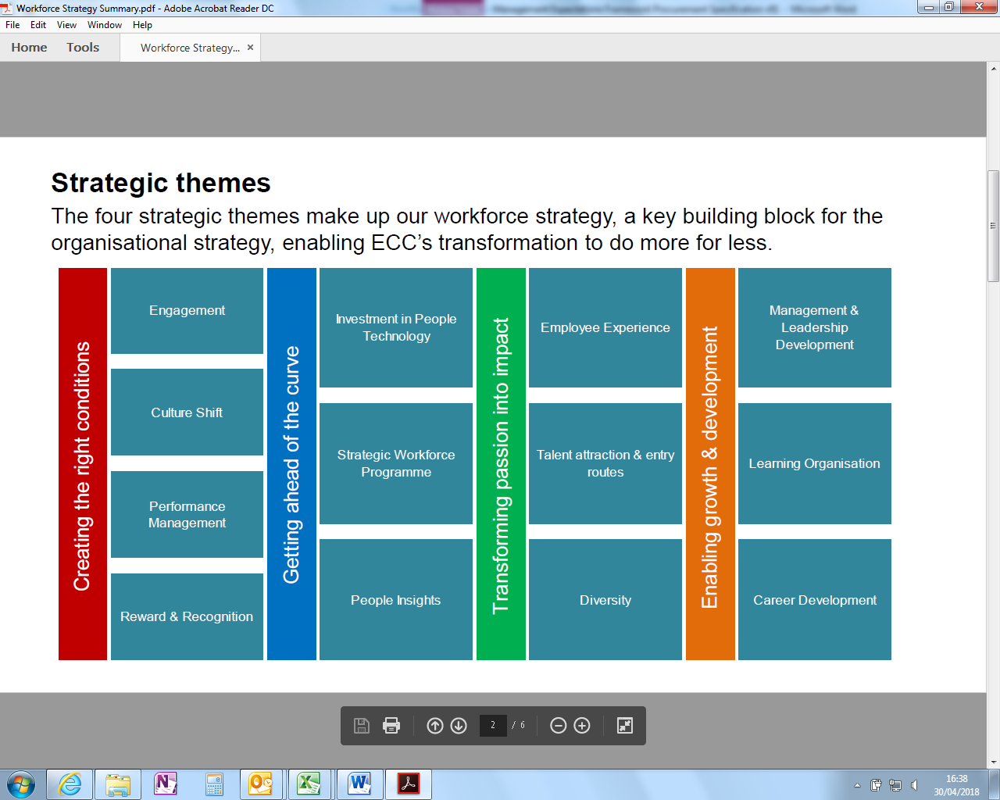 Workforce Strategy Summary.pdf - Adobe Acrobat Reader DC
File Edit View Window Help
Home Tools Workforce Strategy... ×
Strategic themes
The four strategic themes make up our workforce strategy, a key building block for the
organisational strategy, enabling ECC’s transformation to do more for less.
Creating the right conditions
Engagement
Culture Shift
Performance
Management
Reward & Recognition
Getting ahead of the curve
Investment in People
Technology
Strategic Workforce
Programme
People Insights
Transforming passion into impact
Employee Experience
Talent attraction & entry
routes
Diversity
Enabling growth & development
Management &
Leadership
Development
Learning Organisation
Career Development
2 / 6
16:38
30/04/2018